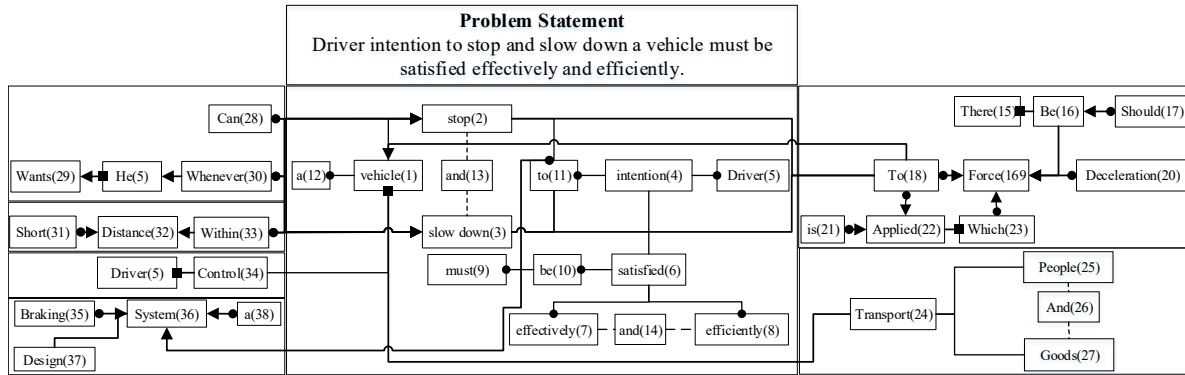 Problem Statement
Driver intention to stop and slow down a vehicle must be
satisfied effectively and efficiently.
Can(28)
Wants(29) He(5) Whenever(30)
Short(31) Distance(32) Within(33)
Driver(5) Control(34)
Braking(35) System(36) a(38)
Design(37)
stop(2)
a(12) vehicle(1) and(13) to(11) intention(4) Driver(5)
slow down(3)
must(9) be(10) satisfied(6)
effectively(7) and(14) efficiently(8)
There(15) Be(16) Should(17)
To(18) Force(169 Deceleration(20)
is(21) Applied(22) Which(23)
People(25)
Transport(24) And(26)
Goods(27)